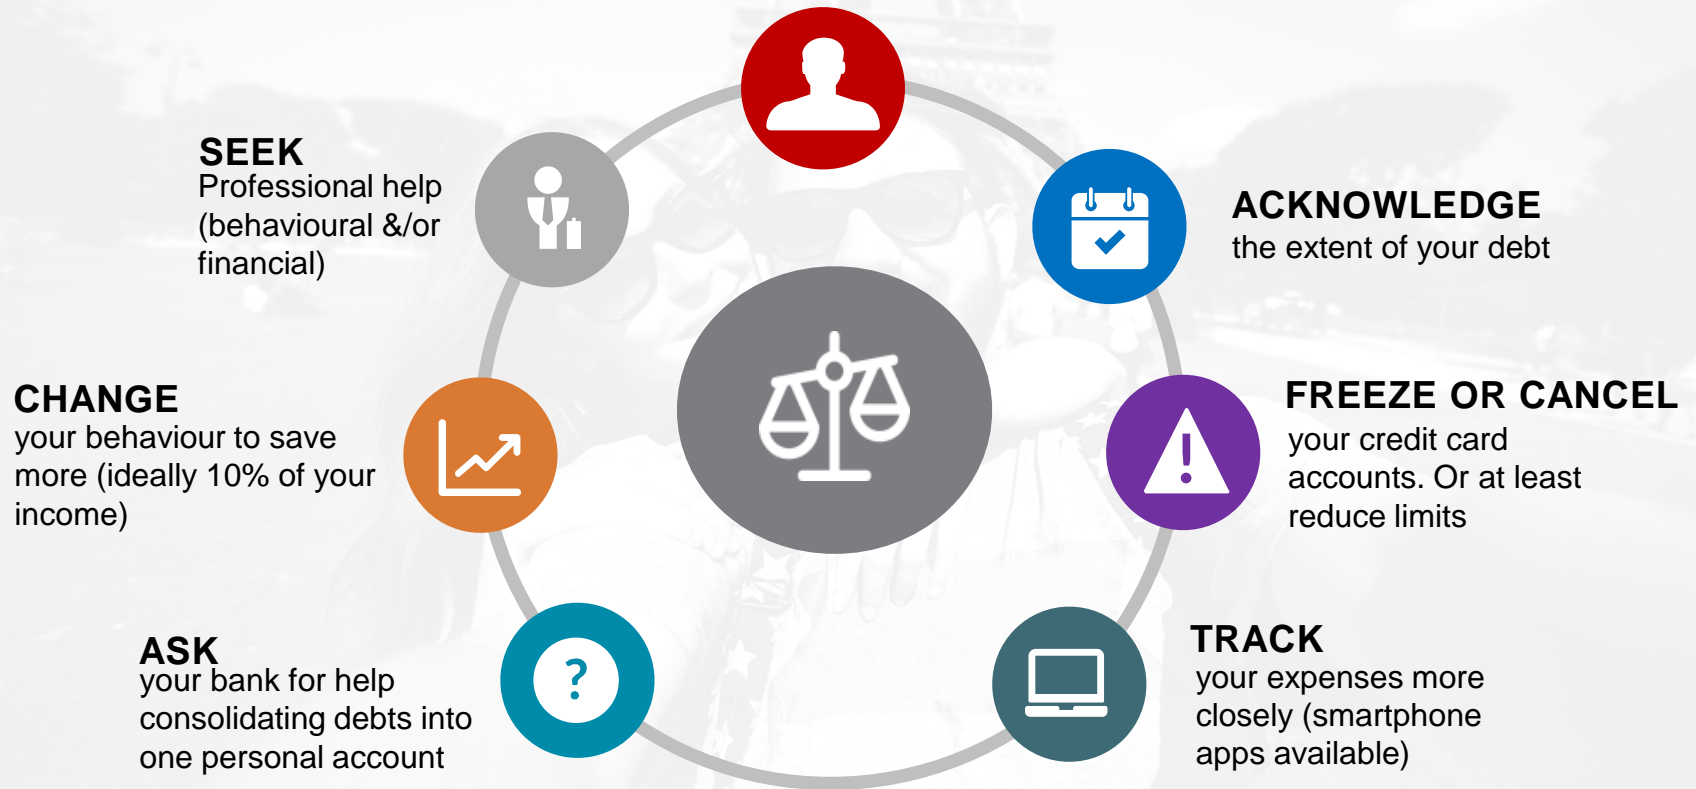 SEEK
Professional help
(behavioural &/or
financial)
ACKNOWLEDGE
the extent of your debt
CHANGE
your behaviour to save
more (ideally 10% of your
income)
FREEZE OR CANCEL
your credit card
accounts. Or at least
reduce limits
ASK
your bank for help
consolidating debts into
one personal account
?
TRACK
your expenses more
closely (smartphone
apps available)